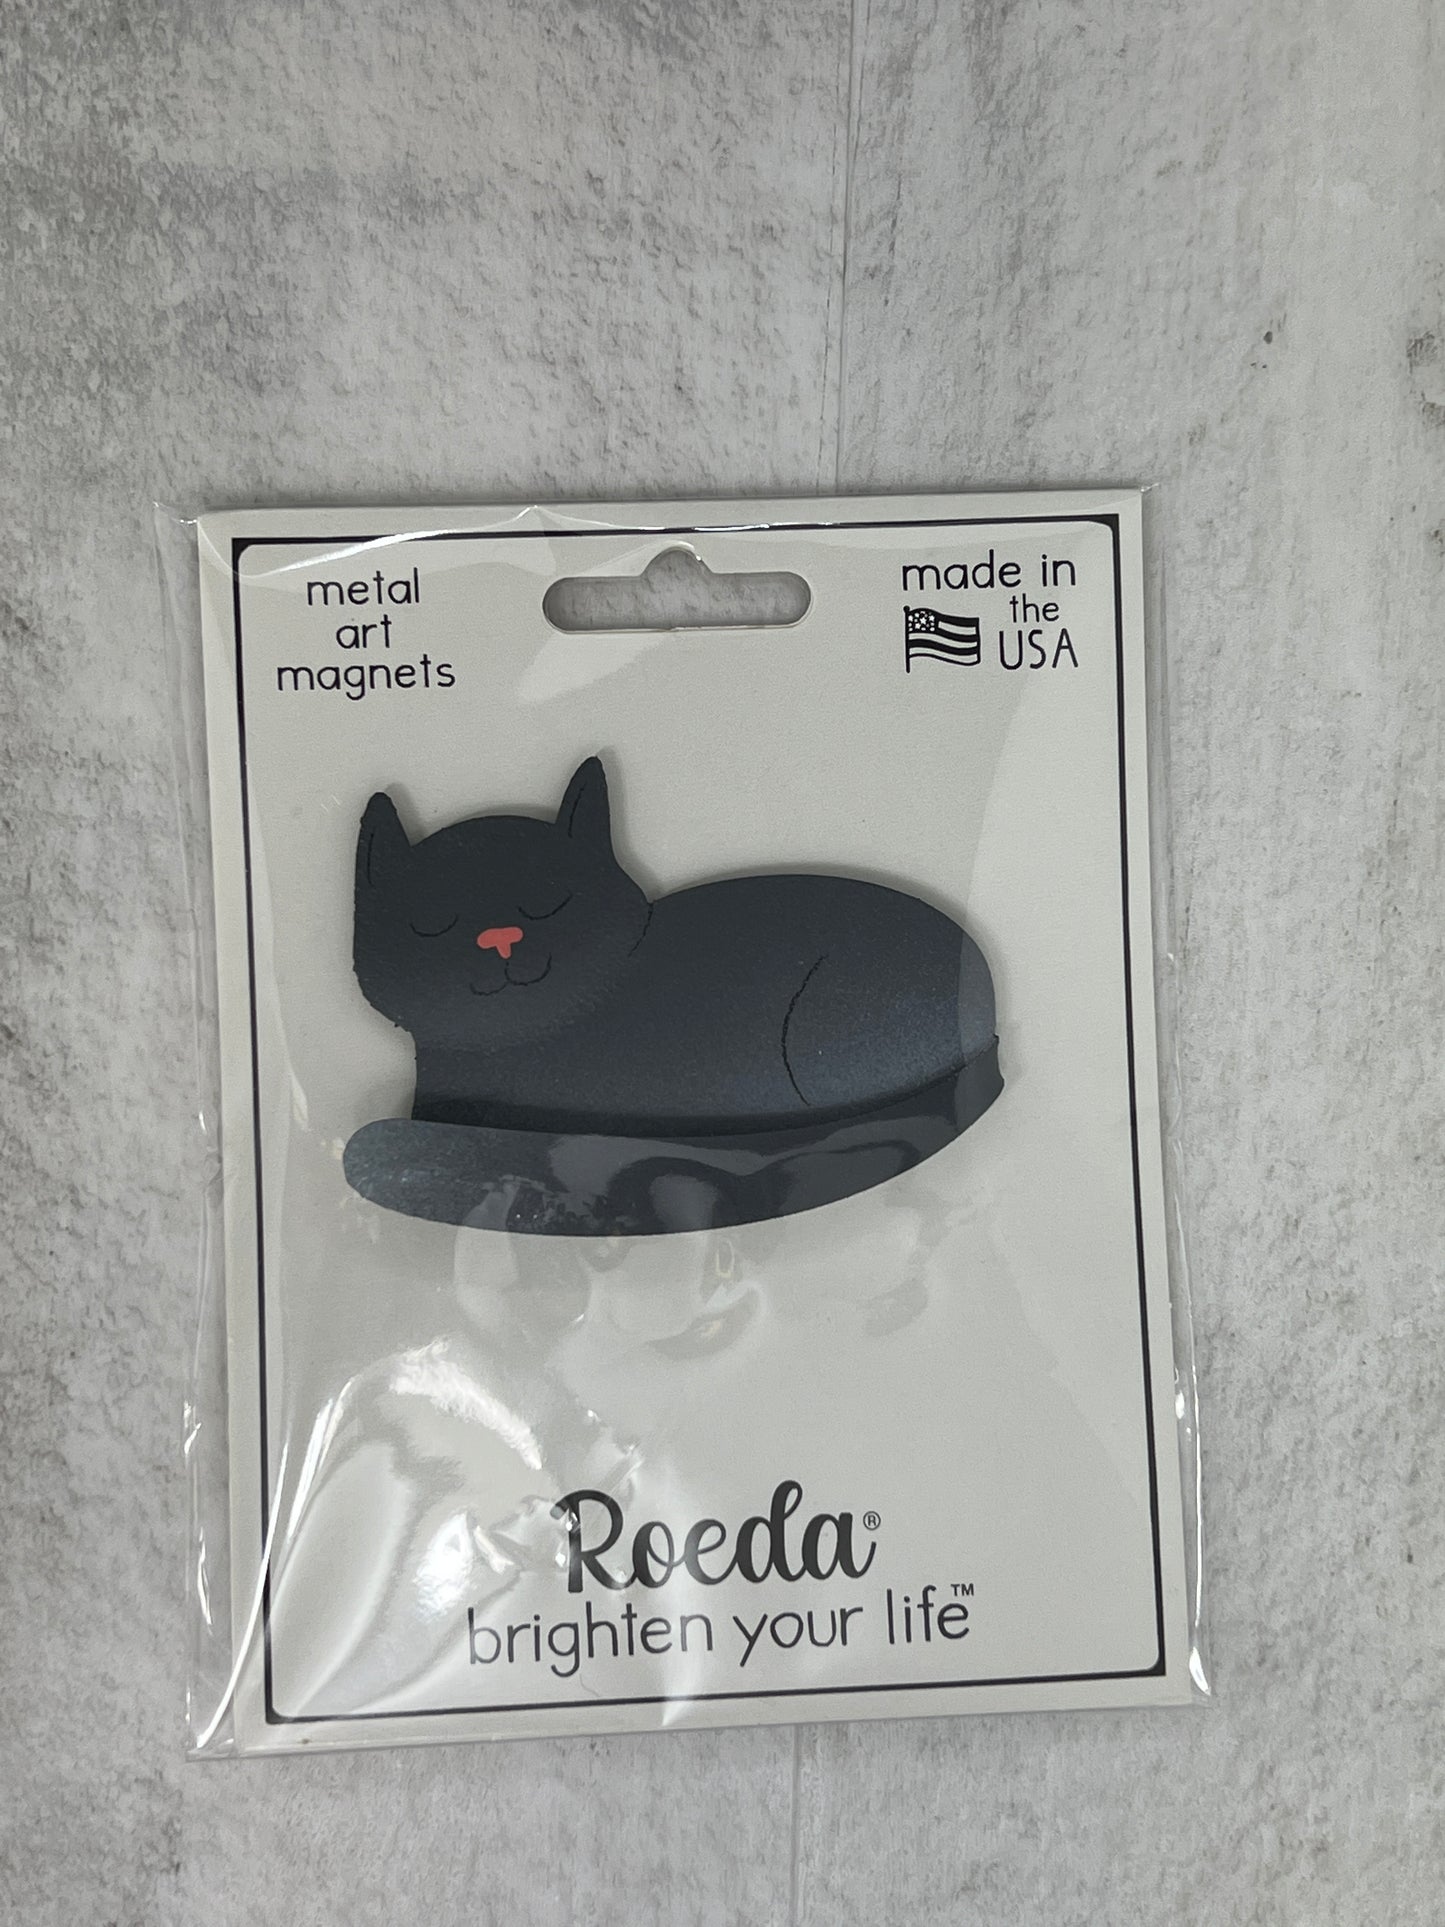 metal
art
magnets
made in
the
USA
Roeda®
brighten your life™